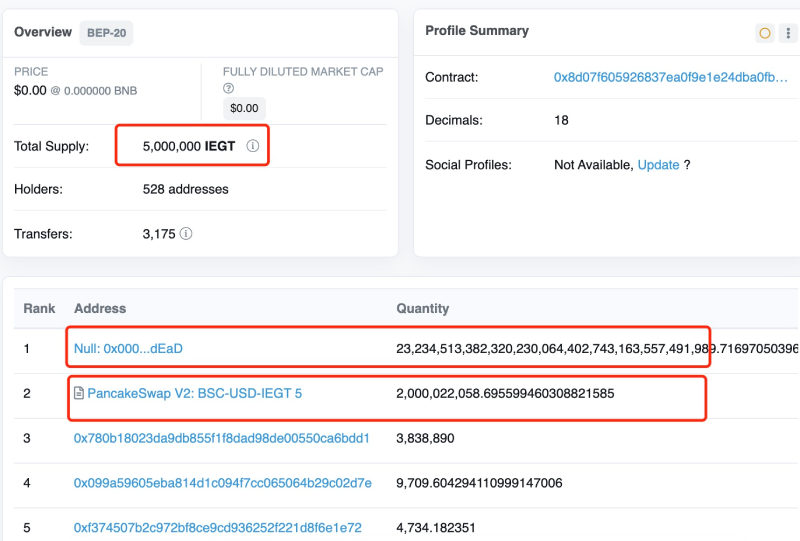 Overview BEP-20
PRICE
$0.00 @ 0.000000 BNB
FULLY DILUTED MARKET CAP
$0.00
Total Supply: 5,000,000 IEGT
Holders: 528 addresses
Transfers: 3,175
Profile Summary
Contract: 0x8d07f605926837ea0f9e1e24dba0fb…
Decimals: 18
Social Profiles: Not Available, Update ?
Rank Address Quantity
1 Null: 0x000...dEaD 23,234,513,382,320,230,064,402,743,163,557,491,989.71697050396
2 PancakeSwap V2: BSC-USD-IEGT 5 2,000,022,058.695599460308821585
3 0x780b18023da9db855f1f8dad98de00550ca6bdd1 3,838,890
4 0x099a59605eba814d1c094f7cc065064b29c02d7e 9,709.604294110999147006
5 0xf374507b2c972bf8ce9cd936252f221d8f6e1e72 4,734.182351